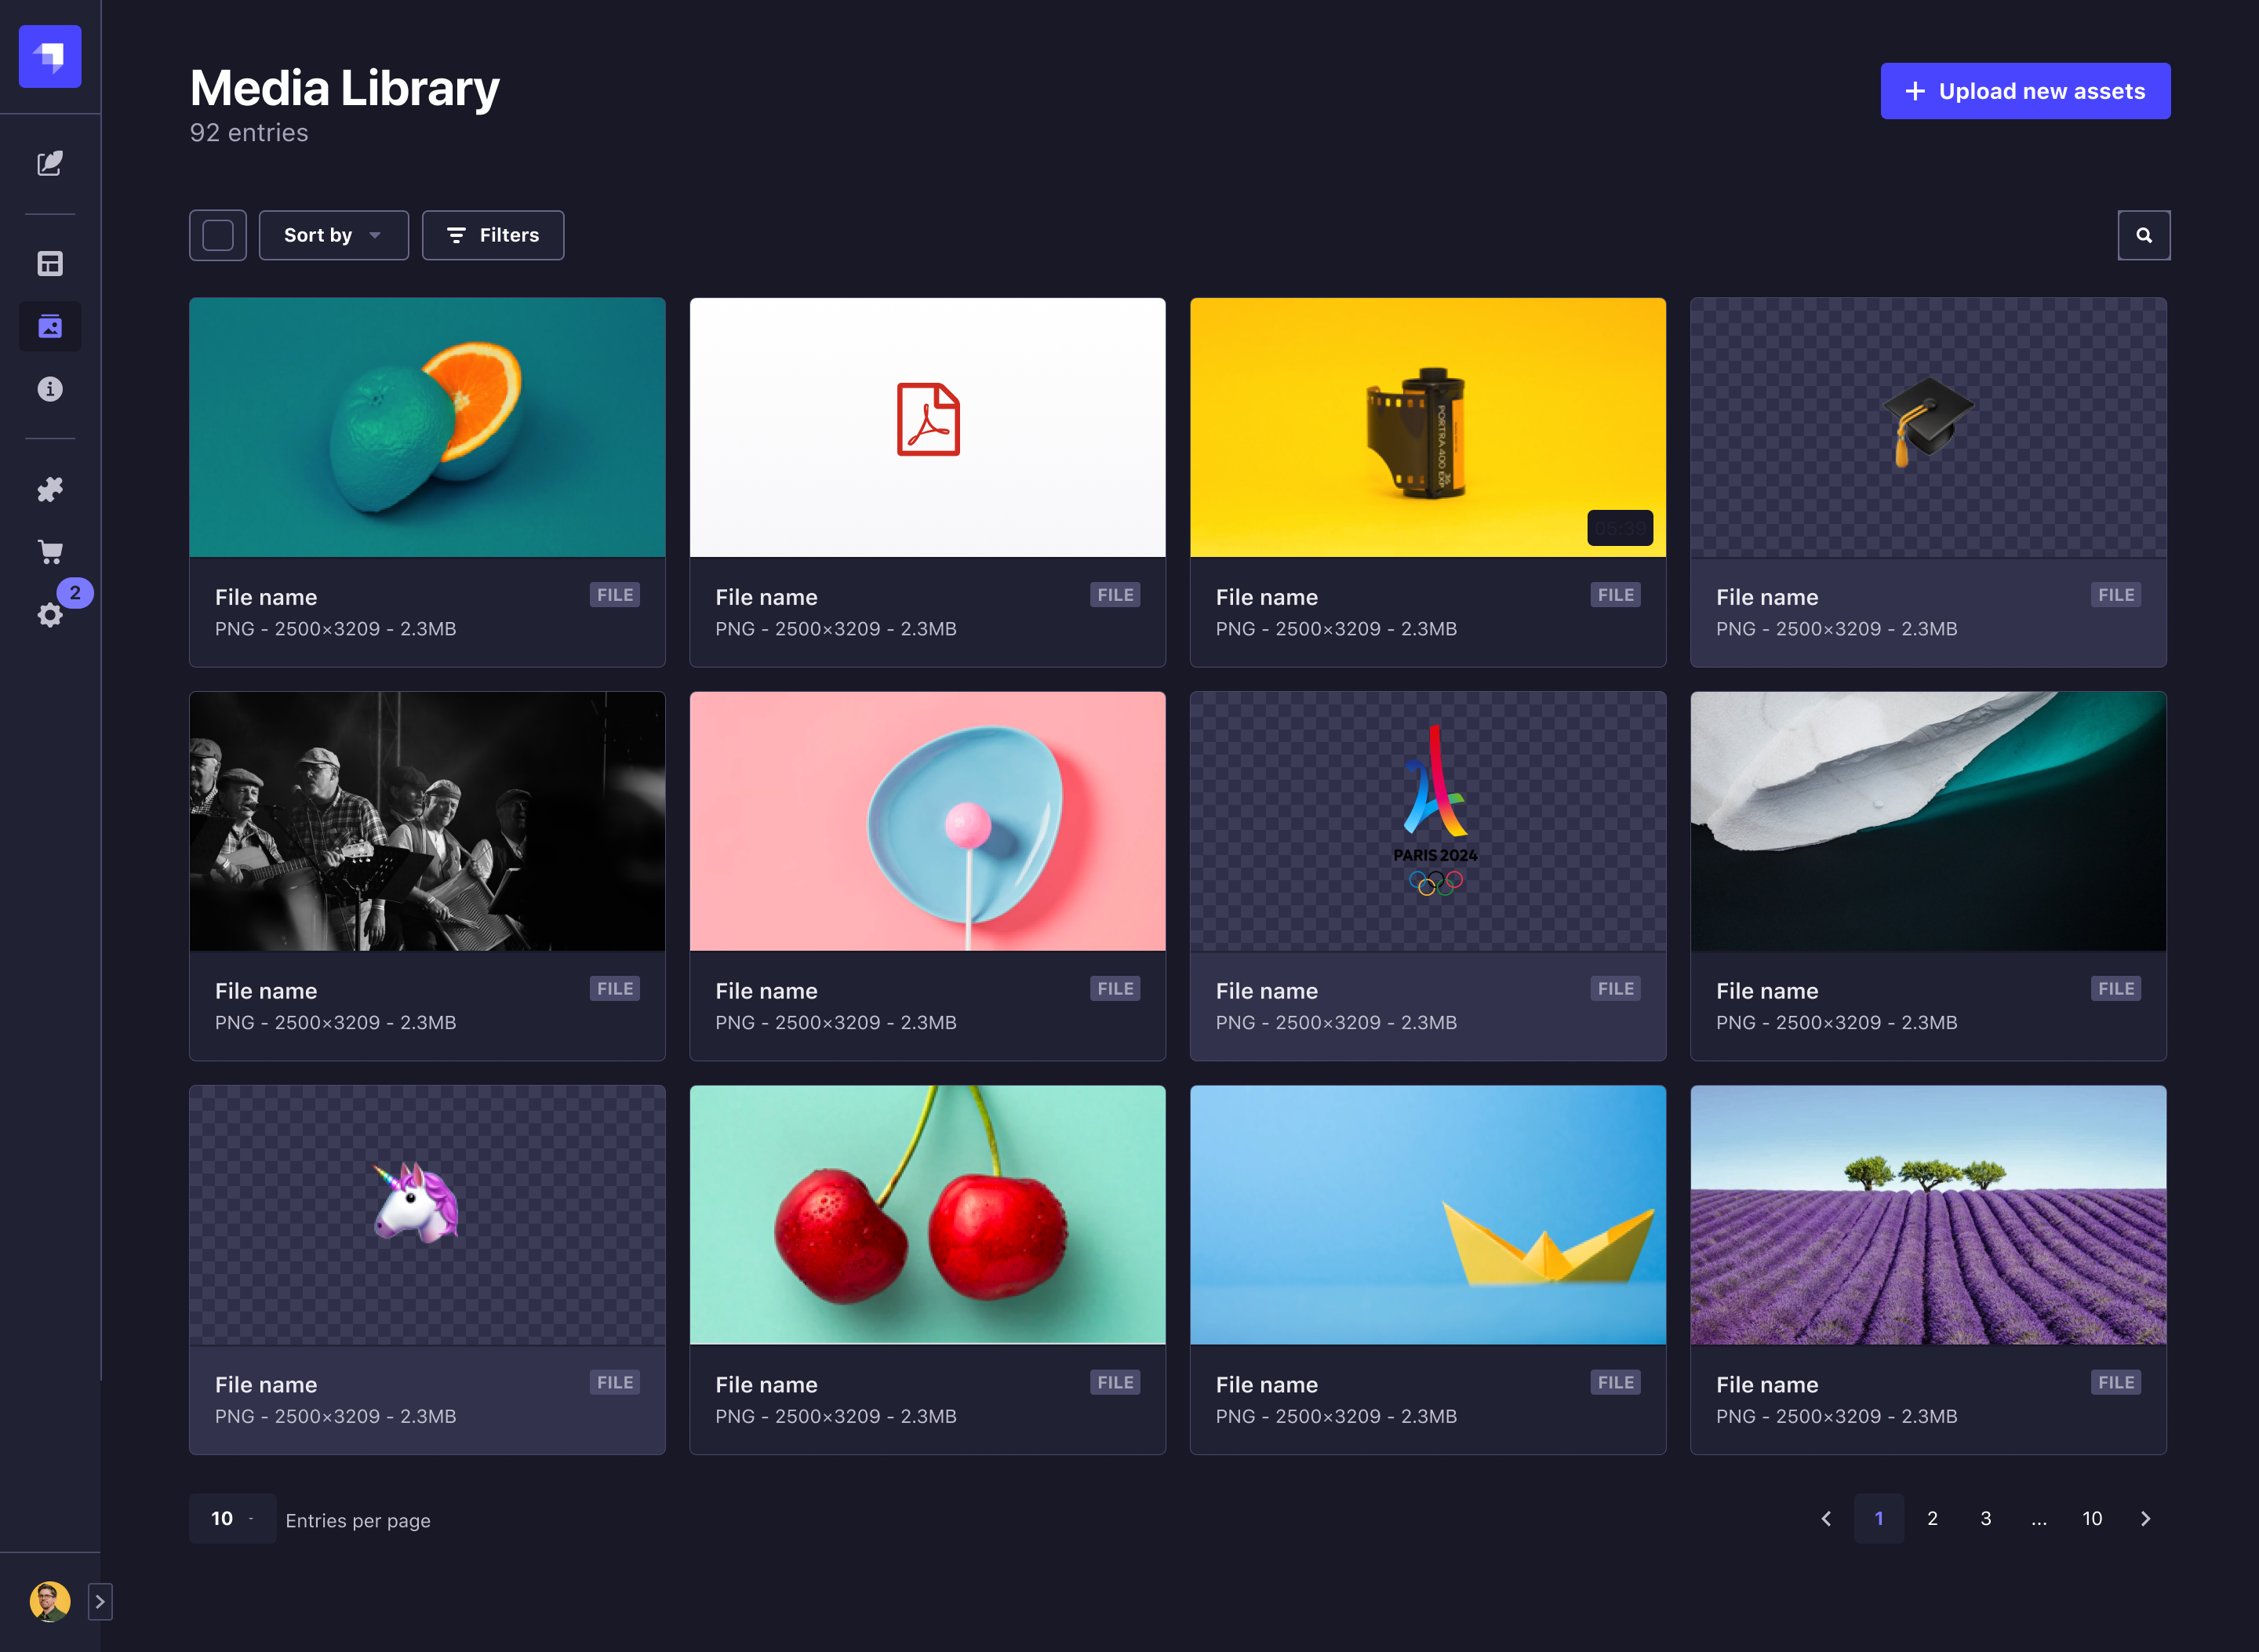 Media Library
92 entries
+ Upload new assets
Sort by
Filters
PORTRA 400 EXP 36
05:39
File name
FILE
PNG - 2500×3209 - 2.3MB
File name
FILE
PNG - 2500×3209 - 2.3MB
File name
FILE
PNG - 2500×3209 - 2.3MB
File name
FILE
PNG - 2500×3209 - 2.3MB
2
PARIS 2024
File name
FILE
PNG - 2500×3209 - 2.3MB
File name
FILE
PNG - 2500×3209 - 2.3MB
File name
FILE
PNG - 2500×3209 - 2.3MB
File name
FILE
PNG - 2500×3209 - 2.3MB
File name
FILE
PNG - 2500×3209 - 2.3MB
File name
FILE
PNG - 2500×3209 - 2.3MB
File name
FILE
PNG - 2500×3209 - 2.3MB
File name
FILE
PNG - 2500×3209 - 2.3MB
10 - Entries per page
1 2 3 ... 10